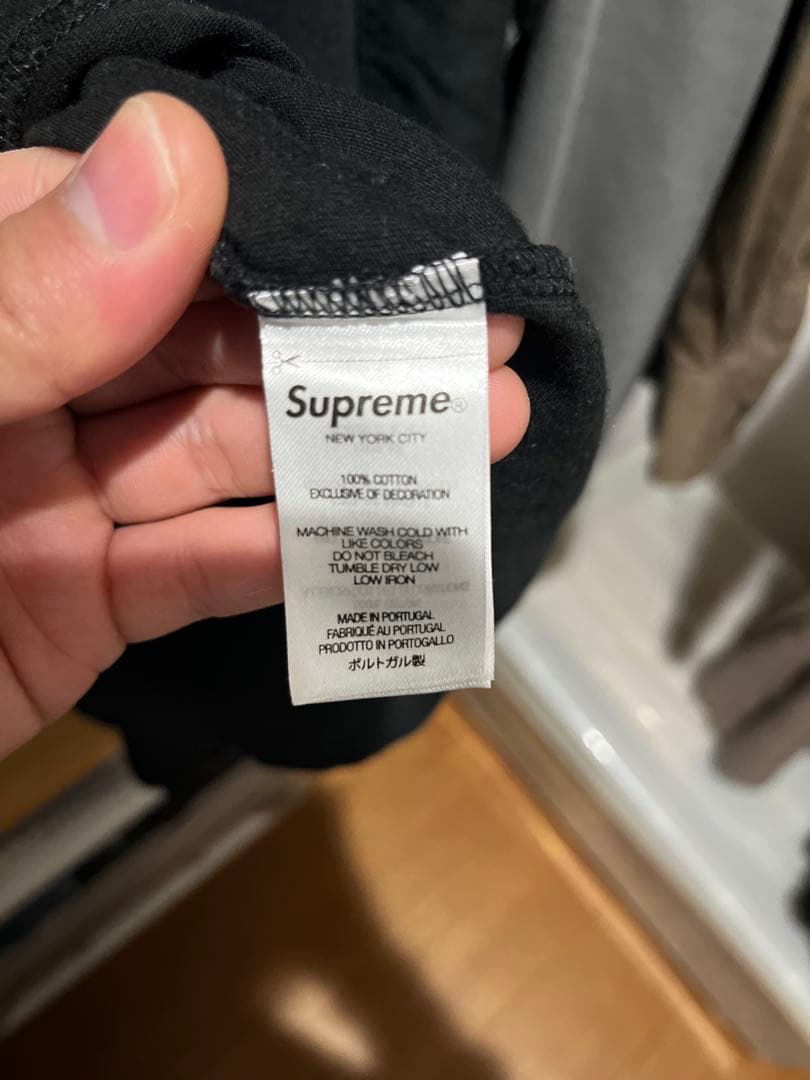 Supreme®
NEW YORK CITY
100% COTTON
EXCLUSIVE OF DECORATION
MACHINE WASH COLD WITH
LIKE COLORS
DO NOT BLEACH
TUMBLE DRY LOW
LOW IRON
MADE IN PORTUGAL
FABRIQUÉ AU PORTUGAL
PRODOTTO IN PORTOGALLO
ポルトガル製